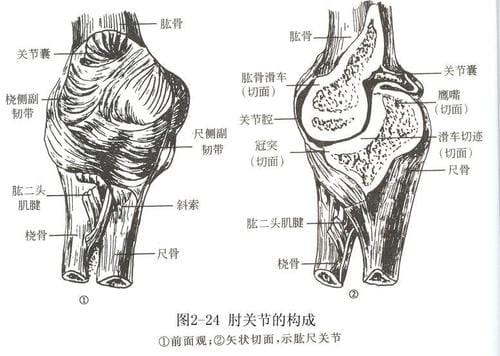 肱骨
关节囊
桡侧副
韧带
尺侧副
韧带
肱二头
肌腱
斜索
桡骨
尺骨
①
肱骨
肱骨滑车
(切面)
关节囊
鹰嘴
(切面)
关节腔
冠突
(切面)
滑车切迹
(切面)
尺骨
肱二头肌腱
桡骨
②
图2-24 肘关节的构成
①前面观;②矢状切面,示肱尺关节